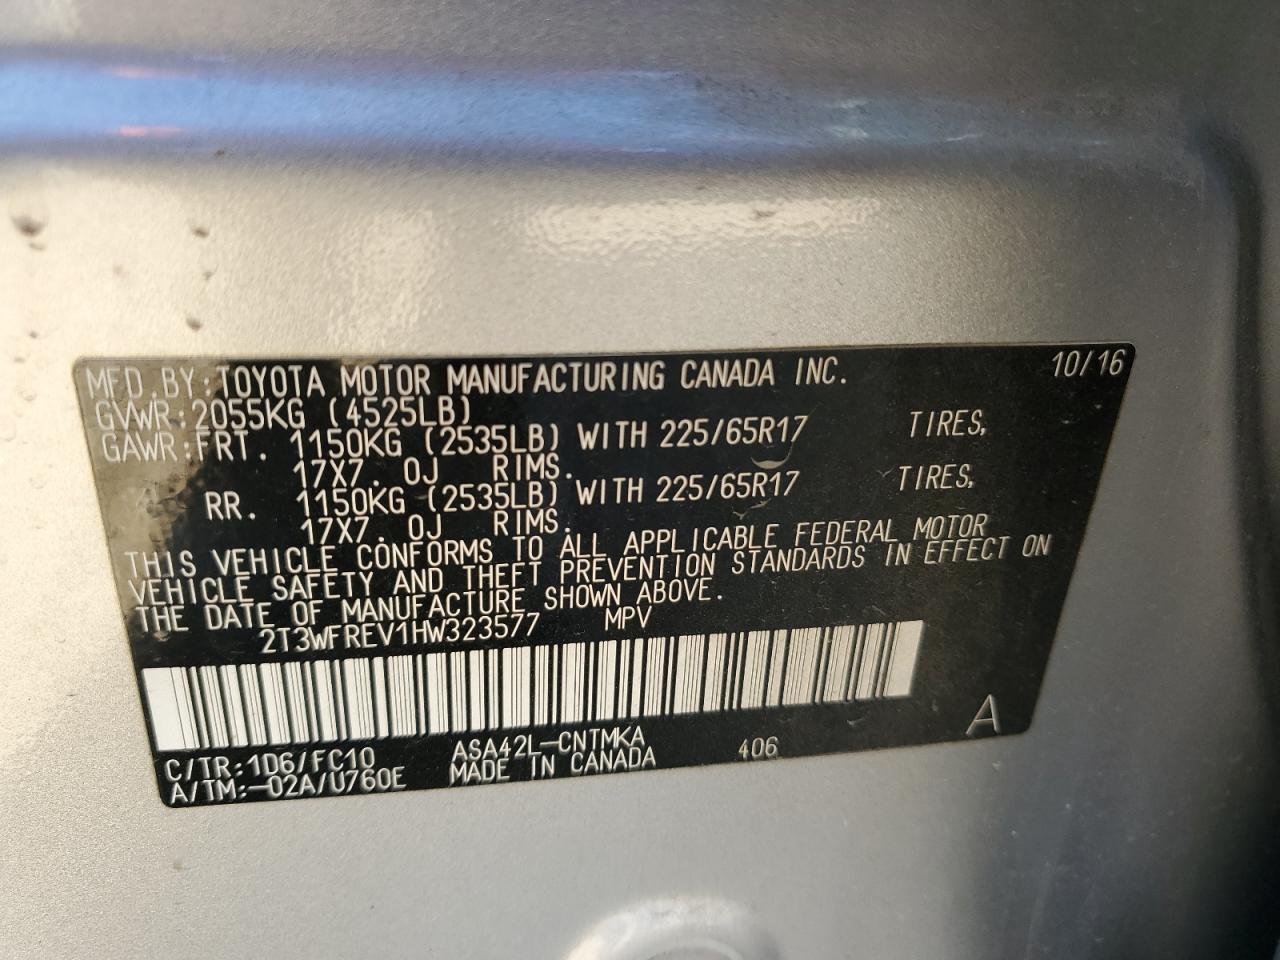 MFD.BY:TOYOTA MOTOR MANUFACTURING CANADA INC. 10/16
GVWR:2055KG (4525LB)
GAWR:FRT. 1150KG (2535LB) WITH 225/65R17 TIRES,
17X7. 0J RIMS.
RR. 1150KG (2535LB) WITH 225/65R17 TIRES,
17X7. 0J RIMS.
THIS VEHICLE CONFORMS TO ALL APPLICABLE FEDERAL MOTOR
VEHICLE SAFETY AND THEFT PREVENTION STANDARDS IN EFFECT ON
THE DATE OF MANUFACTURE SHOWN ABOVE.
2T3WFREV1HW323577 MPV
A
C/TR:1D6/FC10 ASA42L-CNTMKA 406
A/TM:-02A/U760E MADE IN CANADA